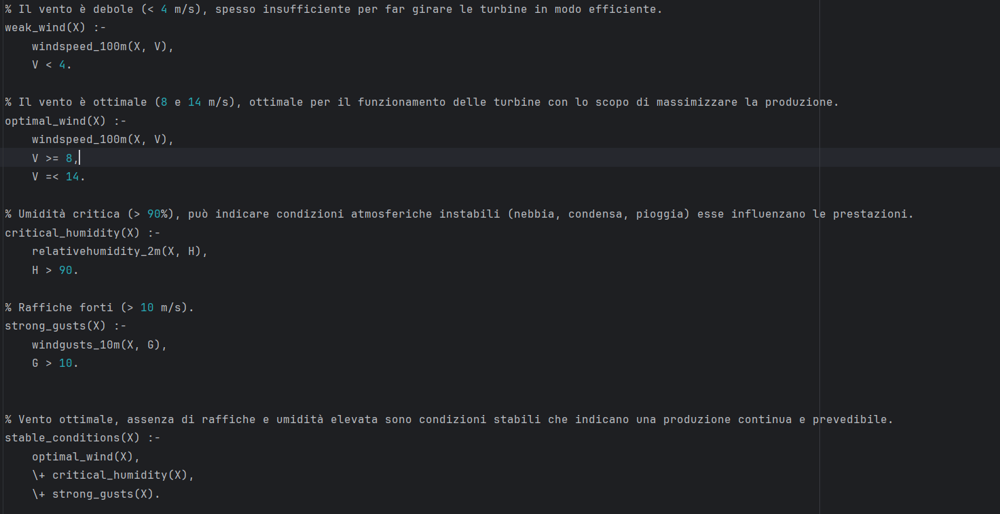 % Il vento è debole (< 4 m/s), spesso insufficiente per far girare le turbine in modo efficiente.
weak_wind(X) :-
    windspeed_100m(X, V),
    V < 4.

% Il vento è ottimale (8 e 14 m/s), ottimale per il funzionamento delle turbine con lo scopo di massimizzare la produzione.
optimal_wind(X) :-
    windspeed_100m(X, V),
    V >= 8,
    V =< 14.

% Umidità critica (> 90%), può indicare condizioni atmosferiche instabili (nebbia, condensa, pioggia) esse influenzano le prestazioni.
critical_humidity(X) :-
    relativehumidity_2m(X, H),
    H > 90.

% Raffiche forti (> 10 m/s).
strong_gusts(X) :-
    windgusts_10m(X, G),
    G > 10.


% Vento ottimale, assenza di raffiche e umidità elevata sono condizioni stabili che indicano una produzione continua e prevedibile.
stable_conditions(X) :-
    optimal_wind(X),
    \+ critical_humidity(X),
    \+ strong_gusts(X).